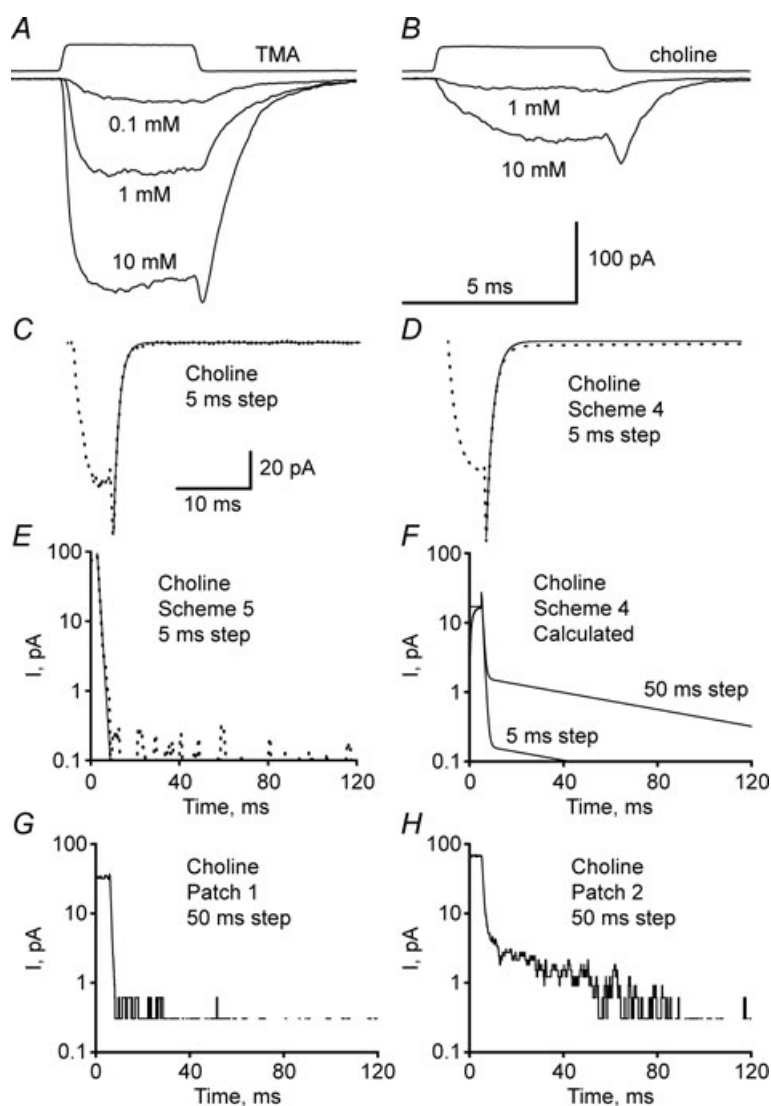 A
TMA
0.1 mM
1 mM
10 mM
B
choline
1 mM
10 mM
100 pA
5 ms
C
Choline
5 ms step
20 pA
10 ms
D
Choline
Scheme 4
5 ms step
E
100
10
1
0.1
I, pA
Choline
Scheme 5
5 ms step
0 40 80 120
Time, ms
F
100
10
1
0.1
I, pA
Choline
Scheme 4
Calculated
50 ms step
5 ms step
0 40 80 120
Time, ms
G
100
10
1
0.1
I, pA
Choline
Patch 1
50 ms step
0 40 80 120
Time, ms
H
100
10
1
0.1
I, pA
Choline
Patch 2
50 ms step
0 40 80 120
Time, ms